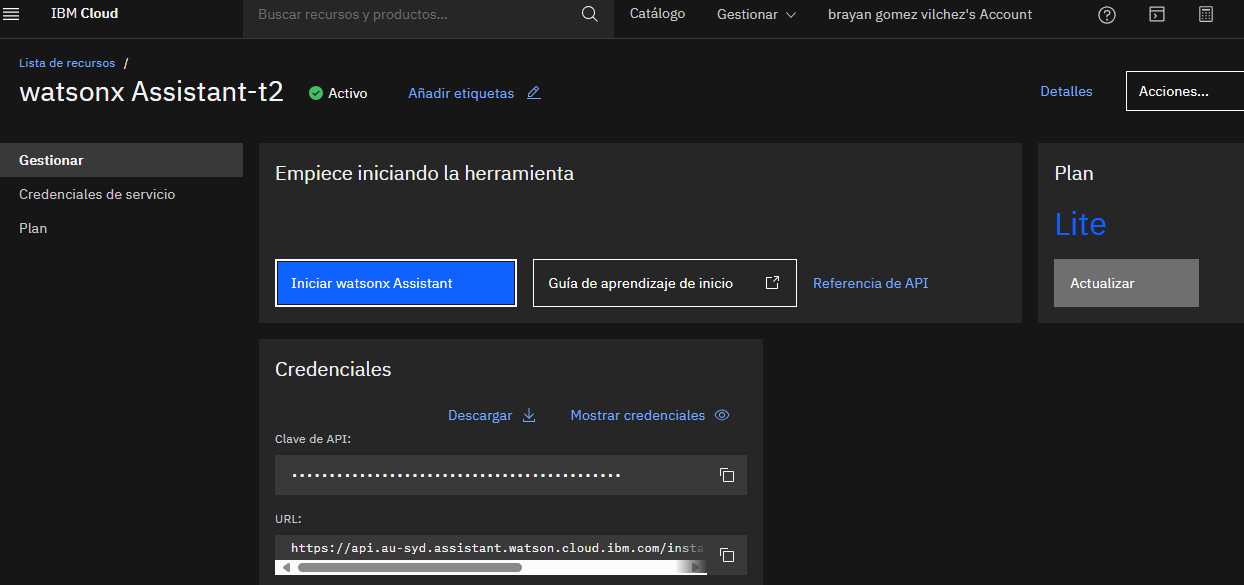 IBM Cloud
Buscar recursos y productos...
Catálogo
Gestionar
brayan gomez vilchez's Account
Lista de recursos /
watsonx Assistant-t2
Activo
Añadir etiquetas
Detalles
Acciones...
Gestionar
Credenciales de servicio
Plan
Empiece iniciando la herramienta
Iniciar watsonx Assistant
Guía de aprendizaje de inicio
Referencia de API
Plan
Lite
Actualizar
Credenciales
Descargar
Mostrar credenciales
Clave de API:
URL:
https://api.au-syd.assistant.watson.cloud.ibm.com/insta